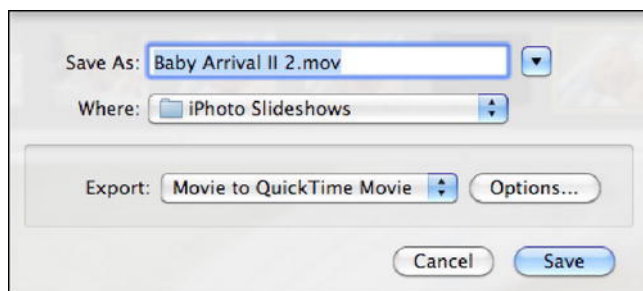 Save As: Baby Arrival II 2.mov
Where: iPhoto Slideshows
Export: Movie to QuickTime Movie Options...
Cancel Save